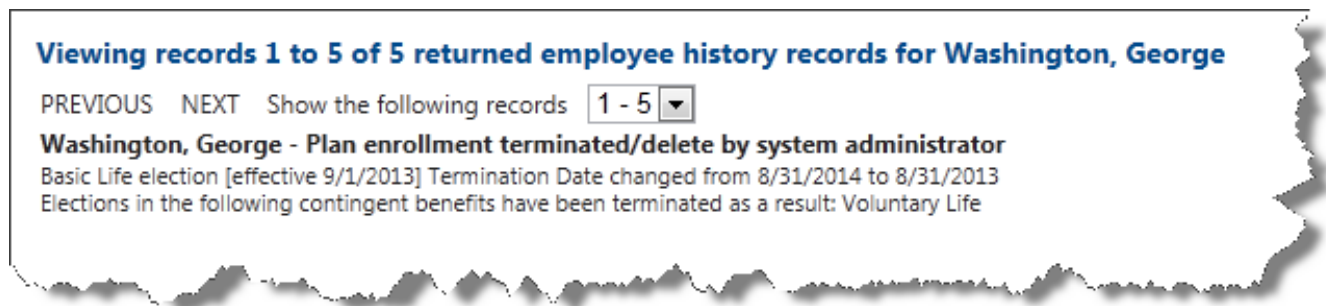 Viewing records 1 to 5 of 5 returned employee history records for Washington, George
PREVIOUS NEXT Show the following records 1 - 5
Washington, George - Plan enrollment terminated/delete by system administrator
Basic Life election [effective 9/1/2013] Termination Date changed from 8/31/2014 to 8/31/2013
Elections in the following contingent benefits have been terminated as a result: Voluntary Life